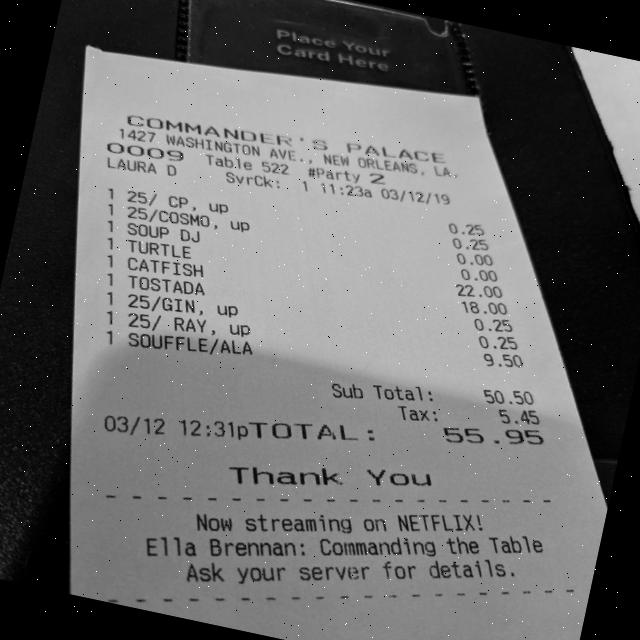 Place Your
Card Here
COMMANDER'S PALACE
1427 WASHINGTON AVE., NEW ORLEANS, LA.
0009 Table 522 #Party 2
LAURA D SyrCk: 1 11:23a 03/12/19
1 25/ CP, up 0.25
1 25/COSMO, up 0.25
1 SOUP DJ 0.00
1 TURTLE 0.00
1 CATFISH 22.00
1 TOSTADA 18.00
1 25/GIN, up 0.25
1 25/ RAY, up 0.25
1 SOUFFLE/ALA 9.50
Sub Total: 50.50
Tax: 5.45
03/12 12:31pTOTAL: 55.95
Thank You
Now streaming on NETFLIX!
Ella Brennan: Commanding the Table
Ask your server for details.